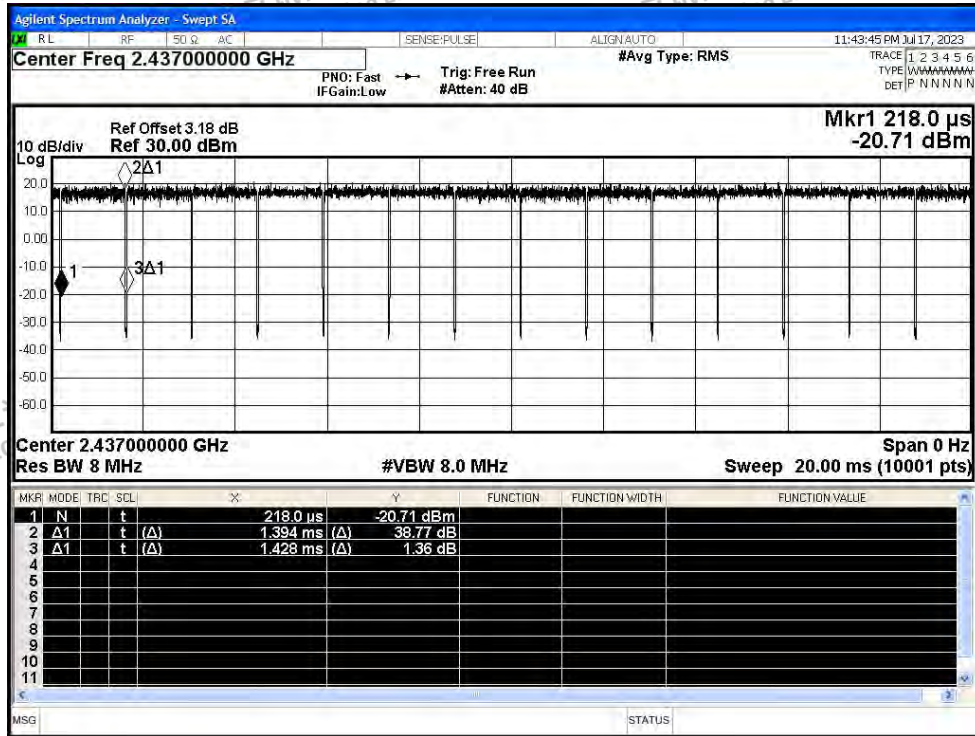 Agilent Spectrum Analyzer - Swept SA
LXI RL RF 50 Ω AC SENSE:PULSE ALIGN AUTO 11:43:45 PM Jul 17, 2023
Center Freq 2.437000000 GHz
PNO: Fast
IFGain:Low
Trig: Free Run
#Atten: 40 dB
#Avg Type: RMS
TRACE 1 2 3 4 5 6
TYPE WWWWWW
DET P N N N N N
Mkr1 218.0 µs
-20.71 dBm
Ref Offset 3.18 dB
10 dB/div Ref 30.00 dBm
Log
2Δ1
20.0
10.0
0.00
-10.0
1
3Δ1
-20.0
-30.0
-40.0
-50.0
-60.0
Center 2.437000000 GHz Span 0 Hz
Res BW 8 MHz #VBW 8.0 MHz Sweep 20.00 ms (10001 pts)
MKR MODE TRC SCL X Y FUNCTION FUNCTION WIDTH FUNCTION VALUE
1 N t 218.0 µs -20.71 dBm
2 Δ1 t (Δ) 1.394 ms (Δ) 38.77 dB
3 Δ1 t (Δ) 1.428 ms (Δ) 1.36 dB
4
5
6
7
8
9
10
11
MSG STATUS